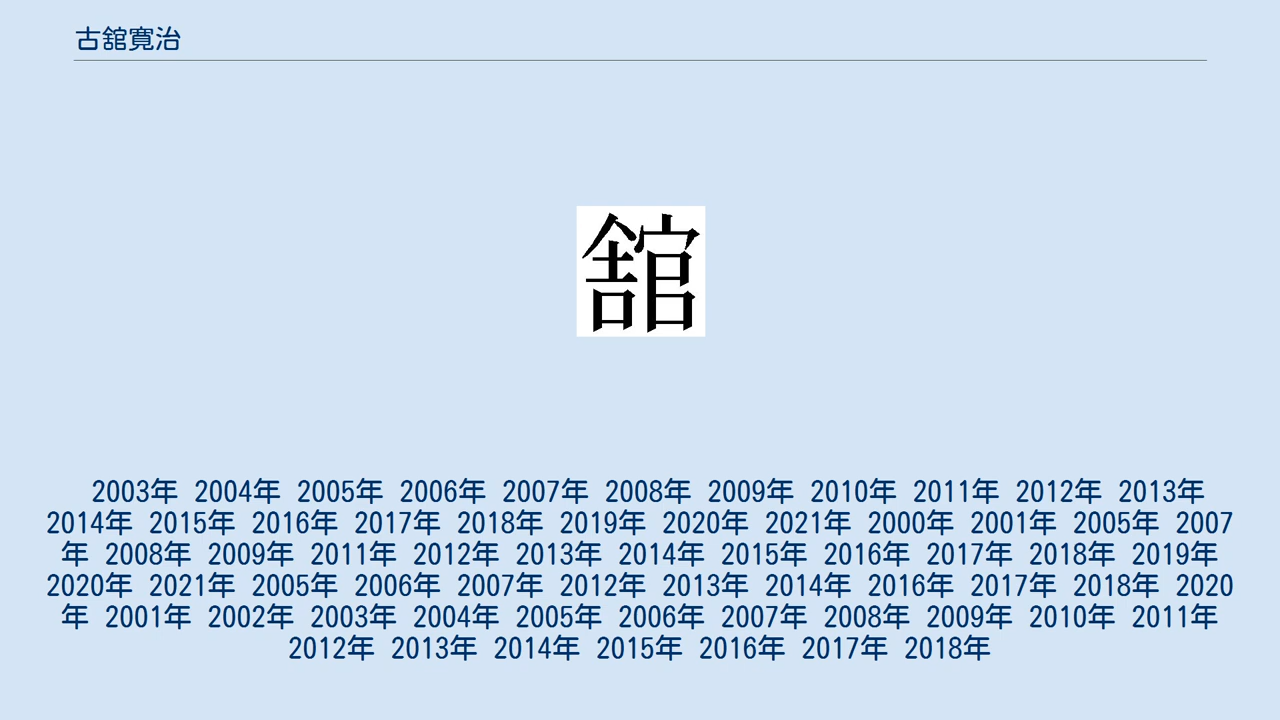 古舘寛治
舘
2003年 2004年 2005年 2006年 2007年 2008年 2009年 2010年 2011年 2012年 2013年
2014年 2015年 2016年 2017年 2018年 2019年 2020年 2021年 2000年 2001年 2005年 2007
年 2008年 2009年 2011年 2012年 2013年 2014年 2015年 2016年 2017年 2018年 2019年
2020年 2021年 2005年 2006年 2007年 2012年 2013年 2014年 2016年 2017年 2018年 2020
年 2001年 2002年 2003年 2004年 2005年 2006年 2007年 2008年 2009年 2010年 2011年
2012年 2013年 2014年 2015年 2016年 2017年 2018年